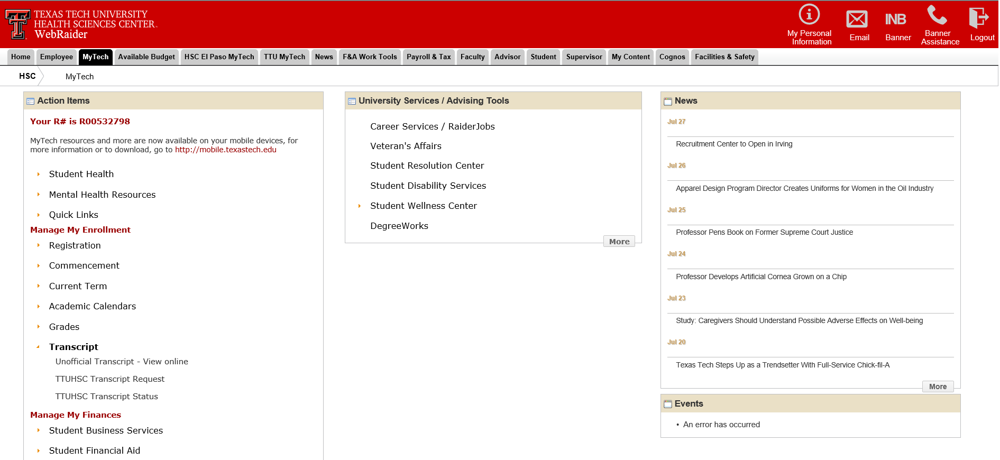 TEXAS TECH UNIVERSITY
HEALTH SCIENCES CENTER™
WebRaider
My Personal
Information
Email
INB
Banner
Banner
Assistance
Logout
Home Employee MyTech Available Budget HSC El Paso MyTech TTU MyTech News F&A Work Tools Payroll & Tax Faculty Advisor Student Supervisor My Content Cognos Facilities & Safety
HSC MyTech
Action Items
Your R# is R00532798
MyTech resources and more are now available on your mobile devices, for
more information or to download, go to http://mobile.texastech.edu
Student Health
Mental Health Resources
Quick Links
Manage My Enrollment
Registration
Commencement
Current Term
Academic Calendars
Grades
Transcript
Unofficial Transcript - View online
TTUHSC Transcript Request
TTUHSC Transcript Status
Manage My Finances
Student Business Services
Student Financial Aid
University Services / Advising Tools
Career Services / RaiderJobs
Veteran's Affairs
Student Resolution Center
Student Disability Services
Student Wellness Center
DegreeWorks
More
News
Jul 27
Recruitment Center to Open in Irving
Jul 26
Apparel Design Program Director Creates Uniforms for Women in the Oil Industry
Jul 25
Professor Pens Book on Former Supreme Court Justice
Jul 24
Professor Develops Artificial Cornea Grown on a Chip
Jul 23
Study: Caregivers Should Understand Possible Adverse Effects on Well-being
Jul 20
Texas Tech Steps Up as a Trendsetter With Full-Service Chick-fil-A
More
Events
• An error has occurred